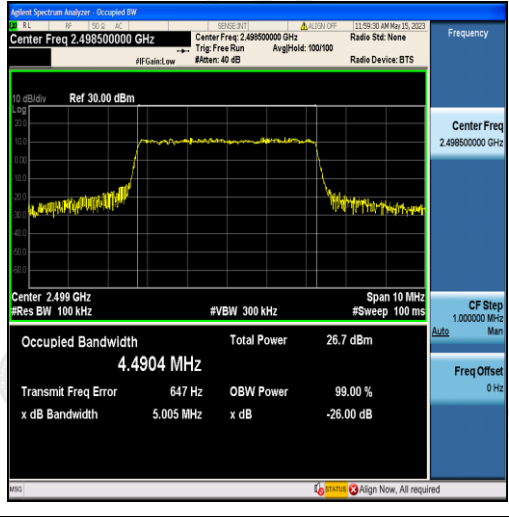 Agilent Spectrum Analyzer - Occupied BW
RL RF 50 Ω AC SENSE:INT ALIGN OFF 11:59:30 AM May 15, 2023
Center Freq 2.498500000 GHz Center Freq: 2.498500000 GHz Radio Std: None Frequency
Trig: Free Run Avg|Hold: 100/100
#IFGain:Low #Atten: 40 dB Radio Device: BTS
10 dB/div Ref 30.00 dBm
Log
20.0
10.0
0.00
-10.0
-20.0
-30.0
-40.0
-50.0
-60.0
Center Freq
2.498500000 GHz
Center 2.499 GHz Span 10 MHz
#Res BW 100 kHz #VBW 300 kHz #Sweep 100 ms
CF Step
1.000000 MHz
Auto Man
Occupied Bandwidth Total Power 26.7 dBm
4.4904 MHz
Freq Offset
0 Hz
Transmit Freq Error 647 Hz OBW Power 99.00 %
x dB Bandwidth 5.005 MHz x dB -26.00 dB
MSG STATUS Align Now, All required